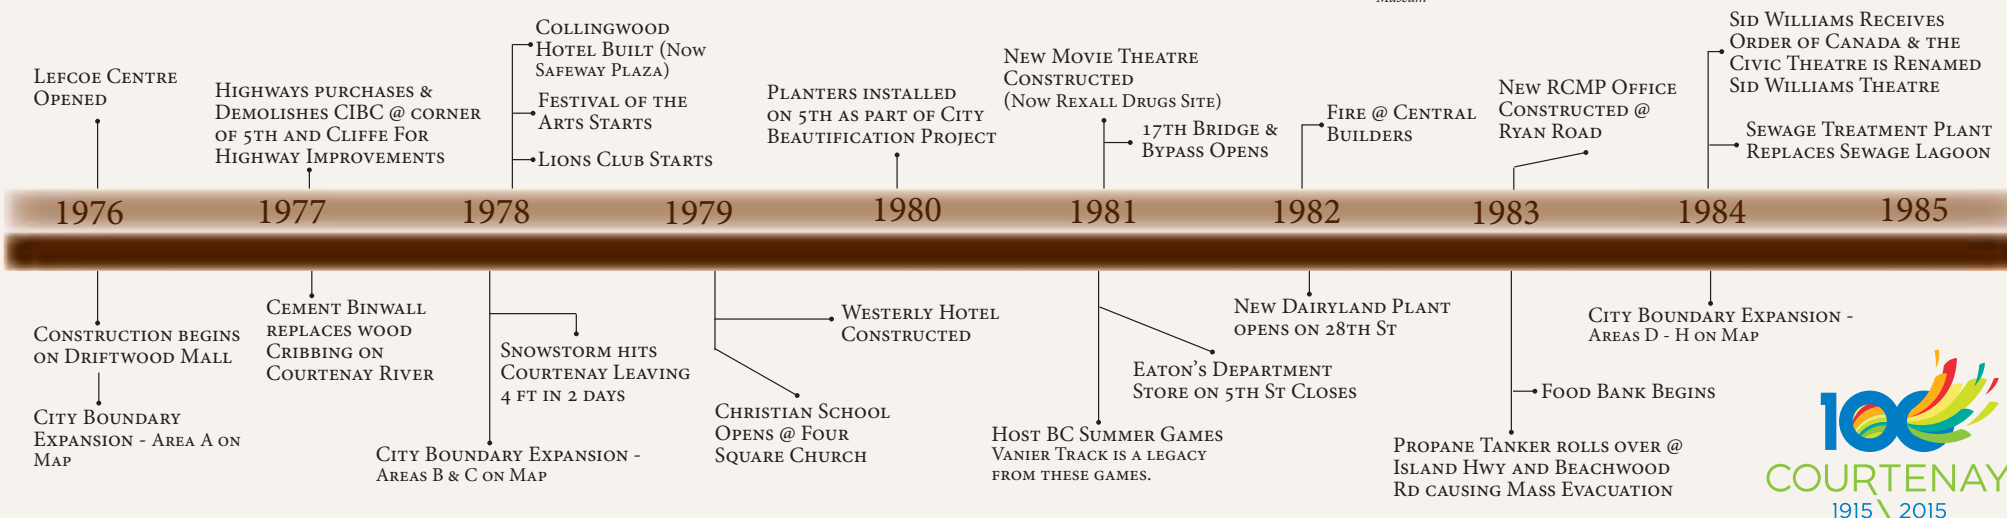 Museum
Lefcoe Centre
Opened
Highways purchases &
Demolishes CIBC @ corner
of 5th and Cliffe For
Highway Improvements
Collingwood
Hotel Built (Now
Safeway Plaza)
Festival of the
Arts Starts
Lions Club Starts
Planters installed
on 5th as part of City
Beautification Project
New Movie Theatre
Constructed
(Now Rexall Drugs Site)
17th Bridge &
Bypass Opens
Fire @ Central
Builders
New RCMP Office
Constructed @
Ryan Road
Sid Williams Receives
Order of Canada & the
Civic Theatre is Renamed
Sid Williams Theatre
Sewage Treatment Plant
Replaces Sewage Lagoon
1976 1977 1978 1979 1980 1981 1982 1983 1984 1985
Construction begins
on Driftwood Mall
City Boundary
Expansion - Area A on
Map
Cement Binwall
replaces wood
Cribbing on
Courtenay River
Snowstorm hits
Courtenay Leaving
4 ft in 2 days
City Boundary Expansion -
Areas B & C on Map
Westerly Hotel
Constructed
Christian School
Opens @ Four
Square Church
Eaton's Department
Store on 5th St Closes
Host BC Summer Games
Vanier Track is a legacy
from these games.
New Dairyland Plant
opens on 28th St
Food Bank Begins
Propane Tanker rolls over @
Island Hwy and Beachwood
Rd causing Mass Evacuation
City Boundary Expansion -
Areas D - H on Map
100
COURTENAY
1915 \ 2015